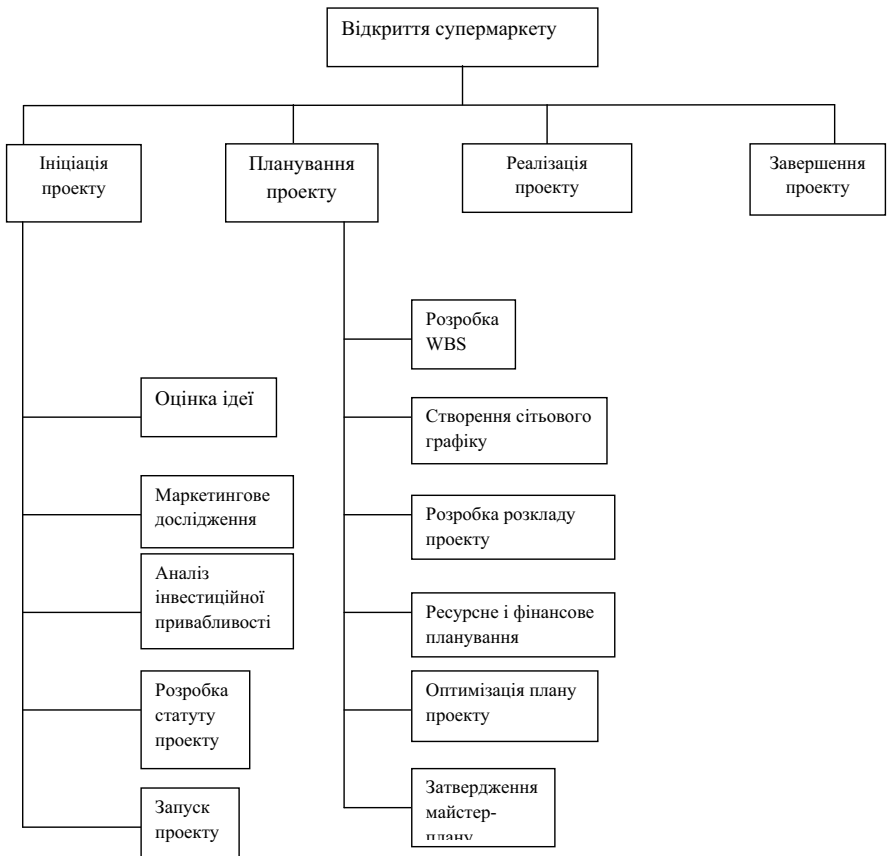 Відкриття супермаркету
Ініціація
проекту
Планування
проекту
Реалізація
проекту
Завершення
проекту
Оцінка ідеї
Маркетингове
дослідження
Аналіз
інвестиційної
привабливості
Розробка
статуту
проекту
Запуск
проекту
Розробка
WBS
Створення сітьового
графіку
Розробка розкладу
проекту
Ресурсне і фінансове
планування
Оптимізація плану
проекту
Затвердження
майстер-
плану